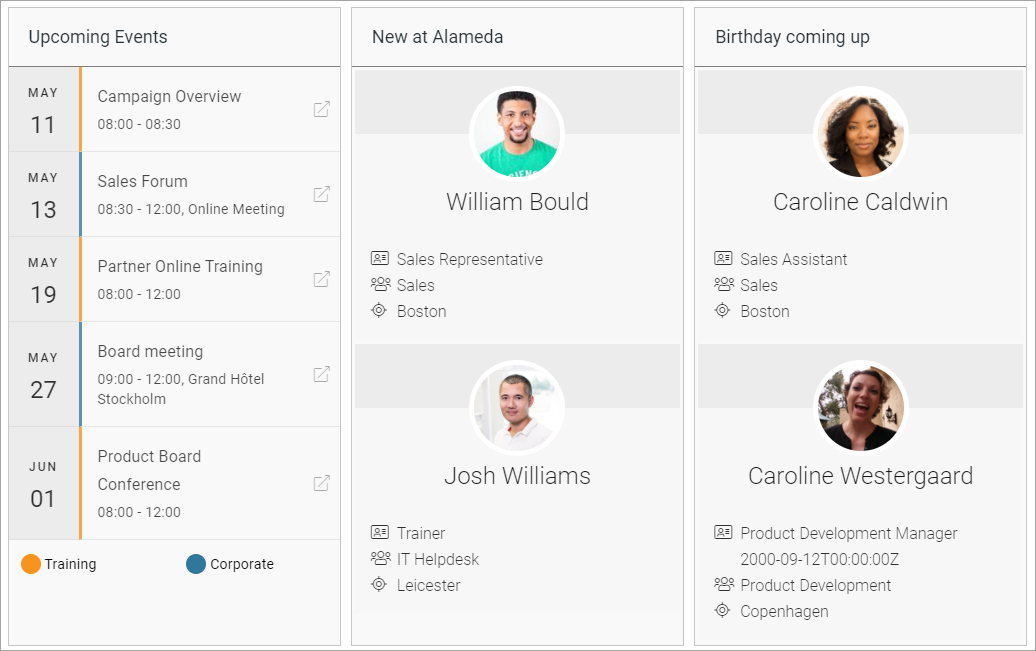 Upcoming Events
MAY
11
Campaign Overview
08:00 - 08:30
MAY
13
Sales Forum
08:30 - 12:00, Online Meeting
MAY
19
Partner Online Training
08:00 - 12:00
MAY
27
Board meeting
09:00 - 12:00, Grand Hôtel
Stockholm
JUN
01
Product Board
Conference
08:00 - 12:00
Training
Corporate
New at Alameda
William Bould
Sales Representative
Sales
Boston
Josh Williams
Trainer
IT Helpdesk
Leicester
Birthday coming up
Caroline Caldwin
Sales Assistant
Sales
Boston
Caroline Westergaard
Product Development Manager
2000-09-12T00:00:00Z
Product Development
Copenhagen